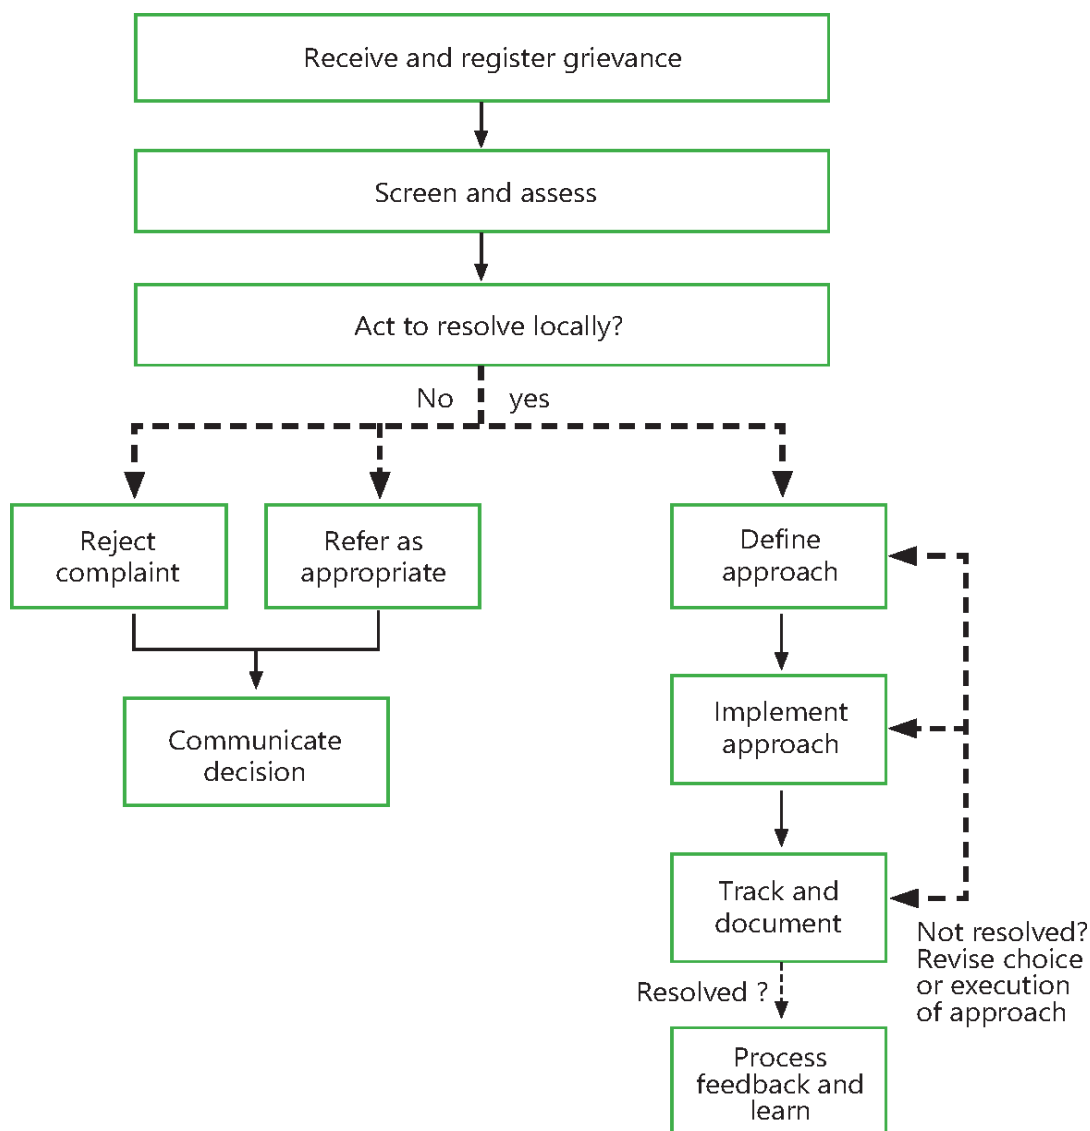 Receive and register grievance
Screen and assess
Act to resolve locally?
No yes
Reject
complaint
Refer as
appropriate
Define
approach
Communicate
decision
Implement
approach
Track and
document
Not resolved?
Revise choice
or execution
of approach
Resolved ?
Process
feedback and
learn